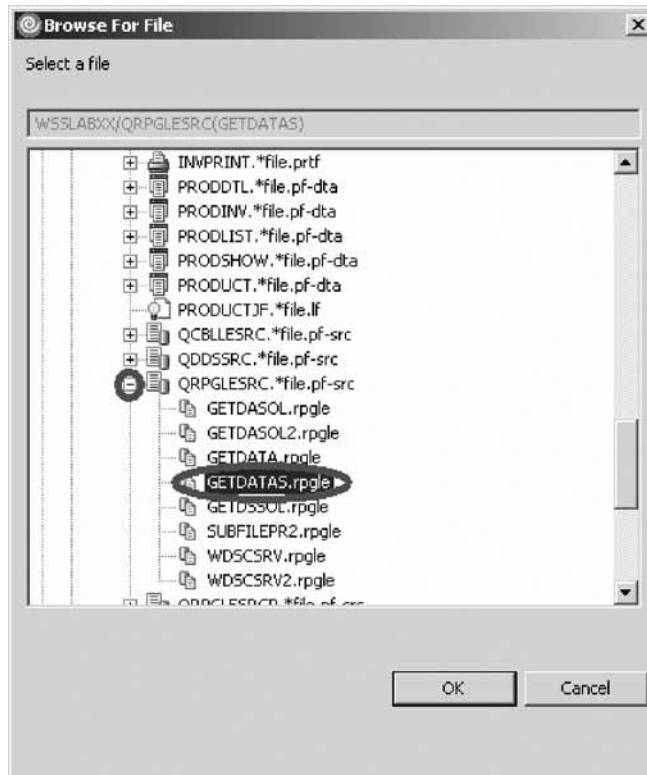 Browse For File
Select a file
WSSLABXX/QRPGLESRC(GETDATAS)
INVPRINT.*file.prtf
PRODDTL.*file.pf-dta
PRODINV.*file.pf-dta
PRODLIST.*file.pf-dta
PRODSHOW.*file.pf-dta
PRODUCT.*file.pf-dta
PRODUCTJF.*file.lf
QCBLLESRC.*file.pf-src
QDDSSRC.*file.pf-src
QRPGLESRC.*file.pf-src
GETDASOL.rpgle
GETDASOL2.rpgle
GETDATA.rpgle
GETDATAS.rpgle
GETDSSOL.rpgle
SUBFILEPR2.rpgle
WDSCSRV.rpgle
WDSCSRV2.rpgle
OK Cancel